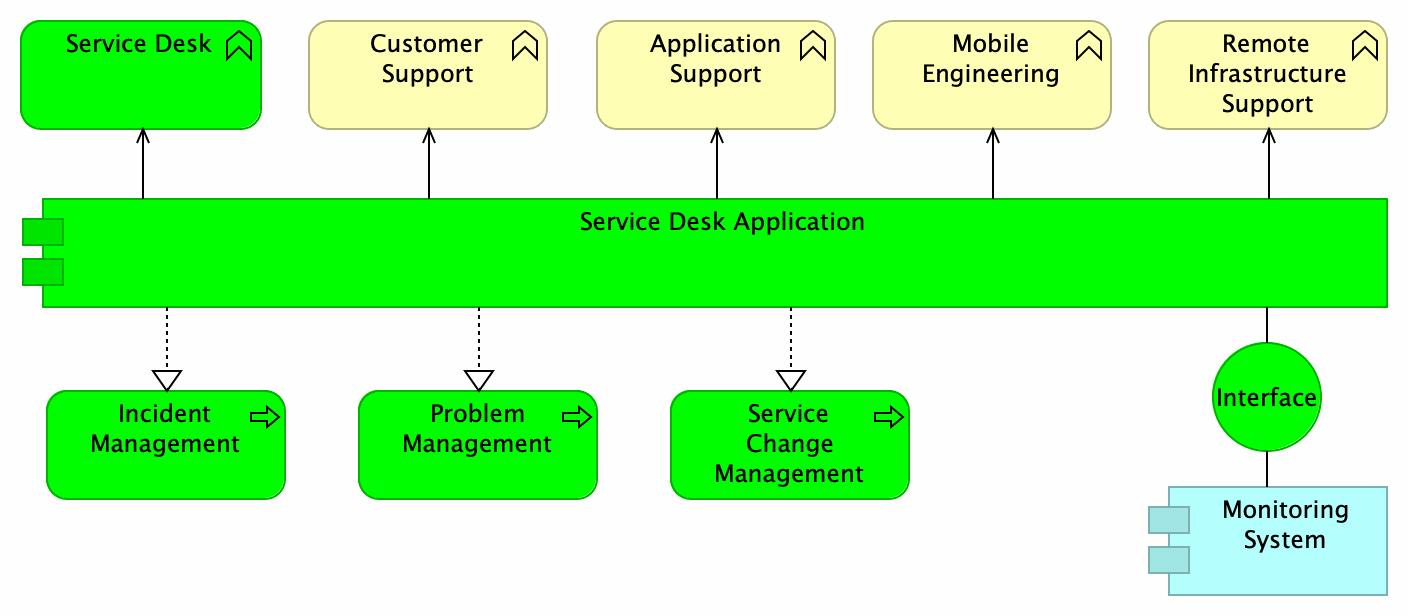 Service Desk
Customer
Support
Application
Support
Mobile
Engineering
Remote
Infrastructure
Support
Service Desk Application
Incident
Management
Problem
Management
Service
Change
Management
Interface
Monitoring
System